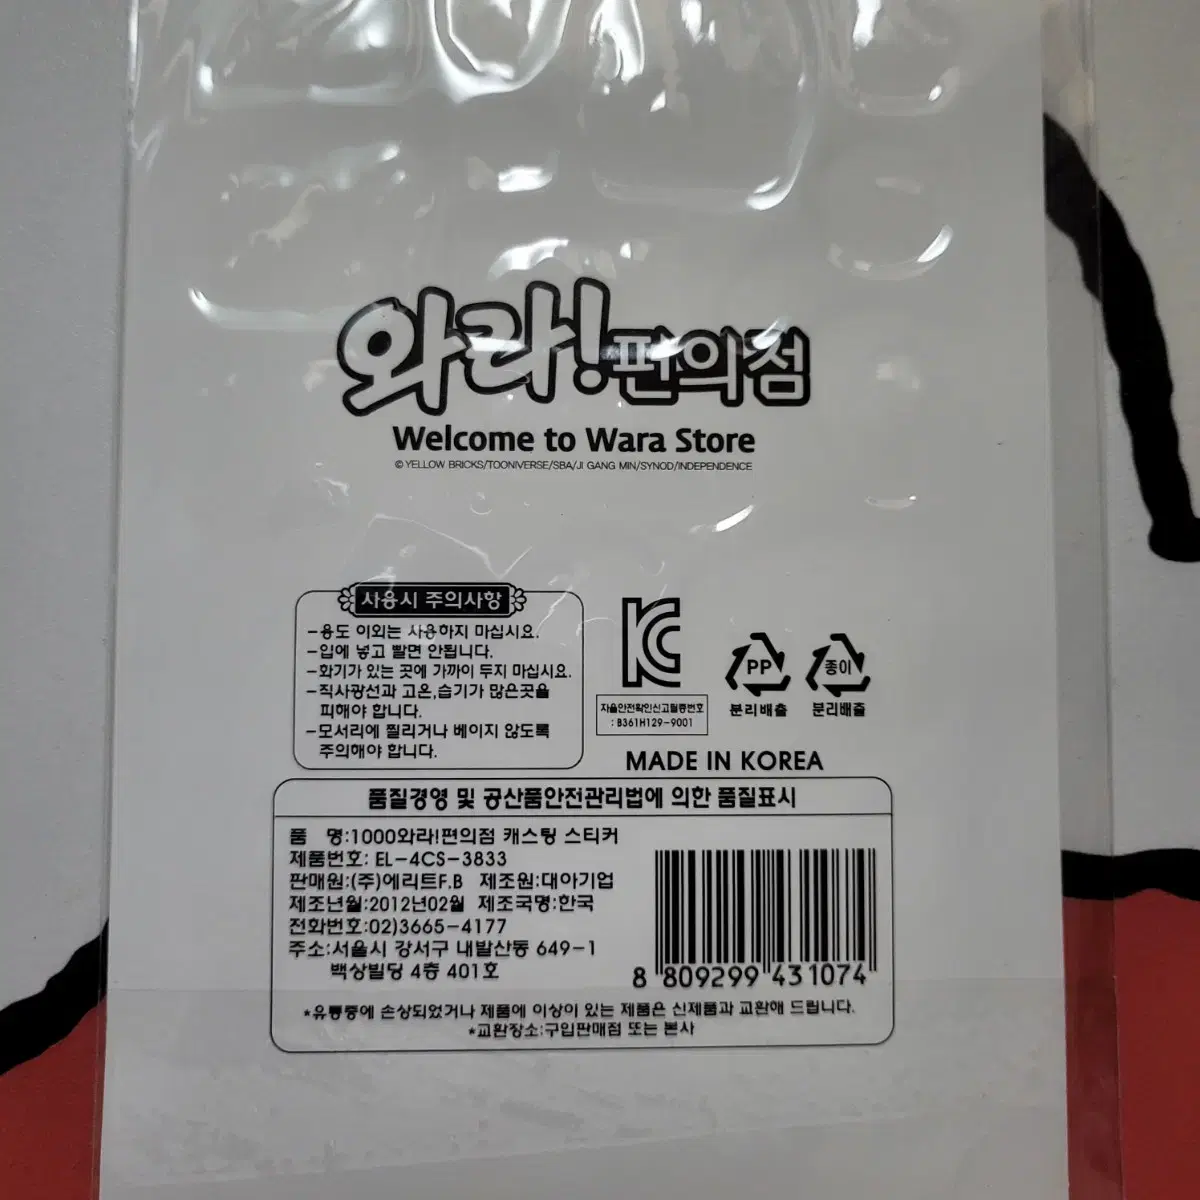 와라!편의점
Welcome to Wara Store
© YELLOW BRICKS/TOONIVERSE/SBA/JI GANG MIN/SYNOD/INDEPENDENCE
사용시 주의사항
-용도 이외는 사용하지 마십시요.
-입에 넣고 빨면 안됩니다.
-화기가 있는 곳에 가까이 두지 마십시요.
-직사광선과 고온,습기가 많은곳을
피해야 합니다.
-모서리에 찔리거나 베이지 않도록
주의해야 합니다.
자율안전확인신고필증번호
: B361H129-9001
PP
분리배출
종이
분리배출
MADE IN KOREA
품질경영 및 공산품안전관리법에 의한 품질표시
품 명:1000와라!편의점 캐스팅 스티커
제품번호: EL-4CS-3833
판매원:(주)에리트F.B 제조원:대아기업
제조년월:2012년02월 제조국명:한국
전화번호:02)3665-4177
주소:서울시 강서구 내발산동 649-1
백상빌딩 4층 401호
8 809299 431074
*유통중에 손상되었거나 제품에 이상이 있는 제품은 신제품과 교환해 드립니다.
*교환장소:구입판매점 또는 본사